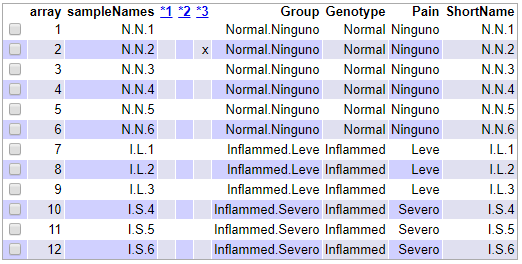 array sampleNames *1 *2 *3 Group Genotype Pain ShortName
1 N.N.1 Normal.Ninguno Normal Ninguno N.N.1
2 N.N.2 x Normal.Ninguno Normal Ninguno N.N.2
3 N.N.3 Normal.Ninguno Normal Ninguno N.N.3
4 N.N.4 Normal.Ninguno Normal Ninguno N.N.4
5 N.N.5 Normal.Ninguno Normal Ninguno N.N.5
6 N.N.6 Normal.Ninguno Normal Ninguno N.N.6
7 I.L.1 Inflammed.Leve Inflammed Leve I.L.1
8 I.L.2 Inflammed.Leve Inflammed Leve I.L.2
9 I.L.3 Inflammed.Leve Inflammed Leve I.L.3
10 I.S.4 Inflammed.Severo Inflammed Severo I.S.4
11 I.S.5 Inflammed.Severo Inflammed Severo I.S.5
12 I.S.6 Inflammed.Severo Inflammed Severo I.S.6